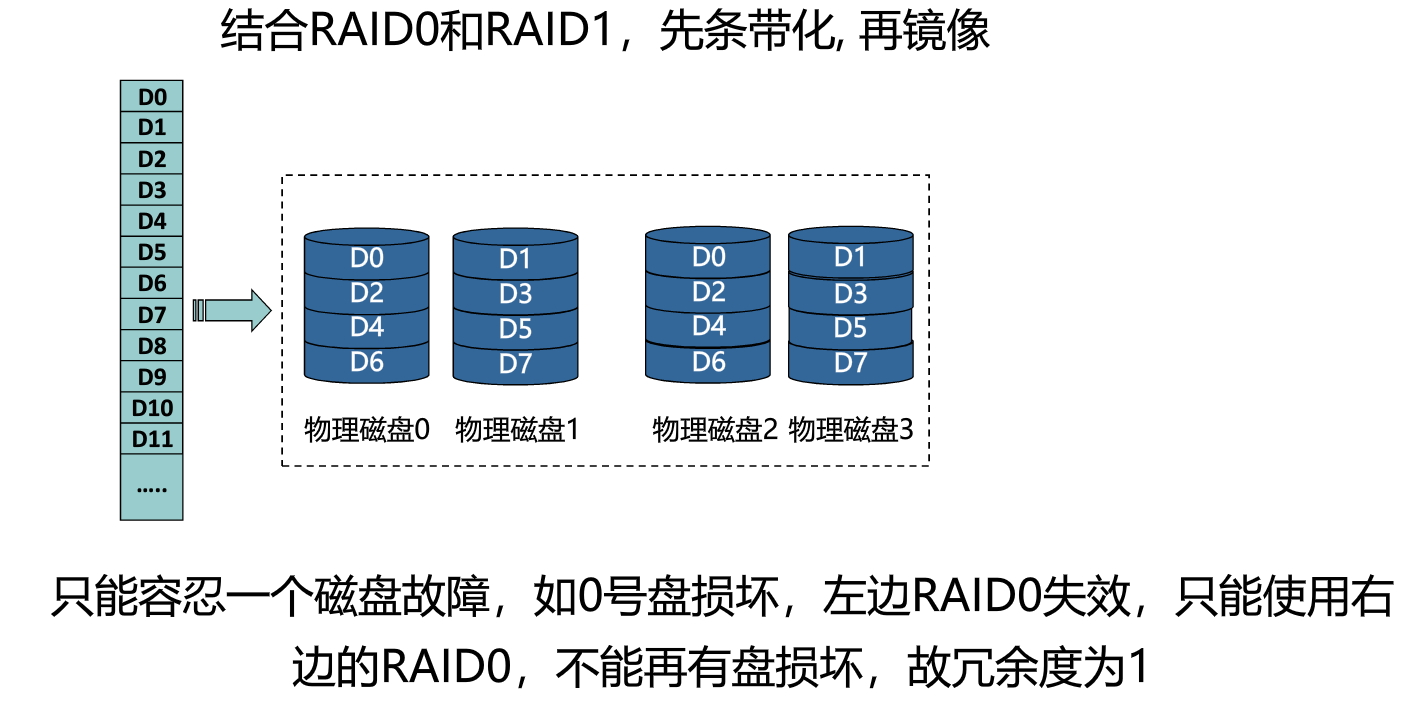 结合RAID0和RAID1，先条带化, 再镜像
D0
D1
D2
D3
D4
D5
D6
D7
D8
D9
D10
D11
.....
D0 D1 D0 D1
D2 D3 D2 D3
D4 D5 D4 D5
D6 D7 D6 D7
物理磁盘0 物理磁盘1 物理磁盘2 物理磁盘3
只能容忍一个磁盘故障，如0号盘损坏，左边RAID0失效，只能使用右
边的RAID0，不能再有盘损坏，故冗余度为1